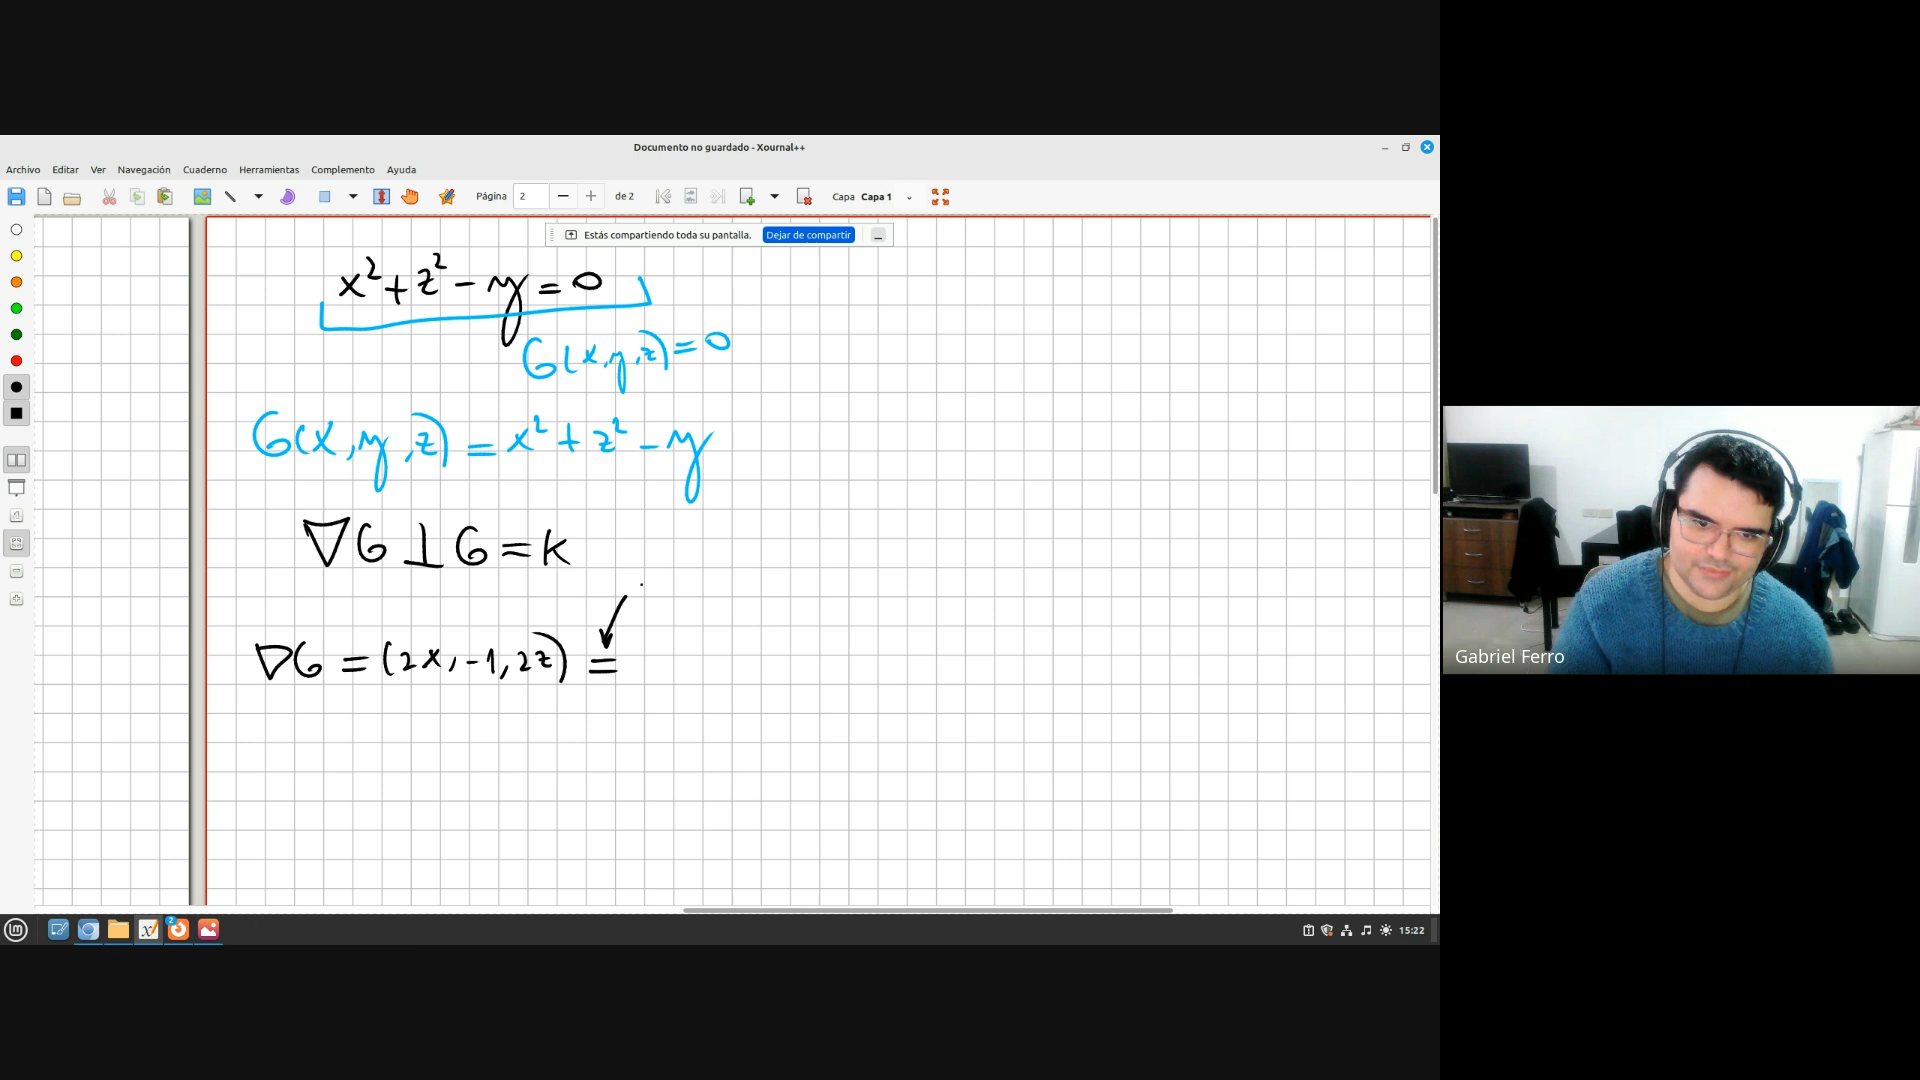 Documento no guardado - Xournal++
Archivo Editar Ver Navegación Cuaderno Herramientas Complemento Ayuda
Página 2 de 2 Capa Capa 1
Estás compartiendo toda su pantalla. Dejar de compartir
x² + z² - y = 0
G(x,y,z) = 0
G(x,y,z) = x² + z² - y
∇G ⊥ G = k
∇G = (2x, -1, 2z) =
Gabriel Ferro
2
15:22